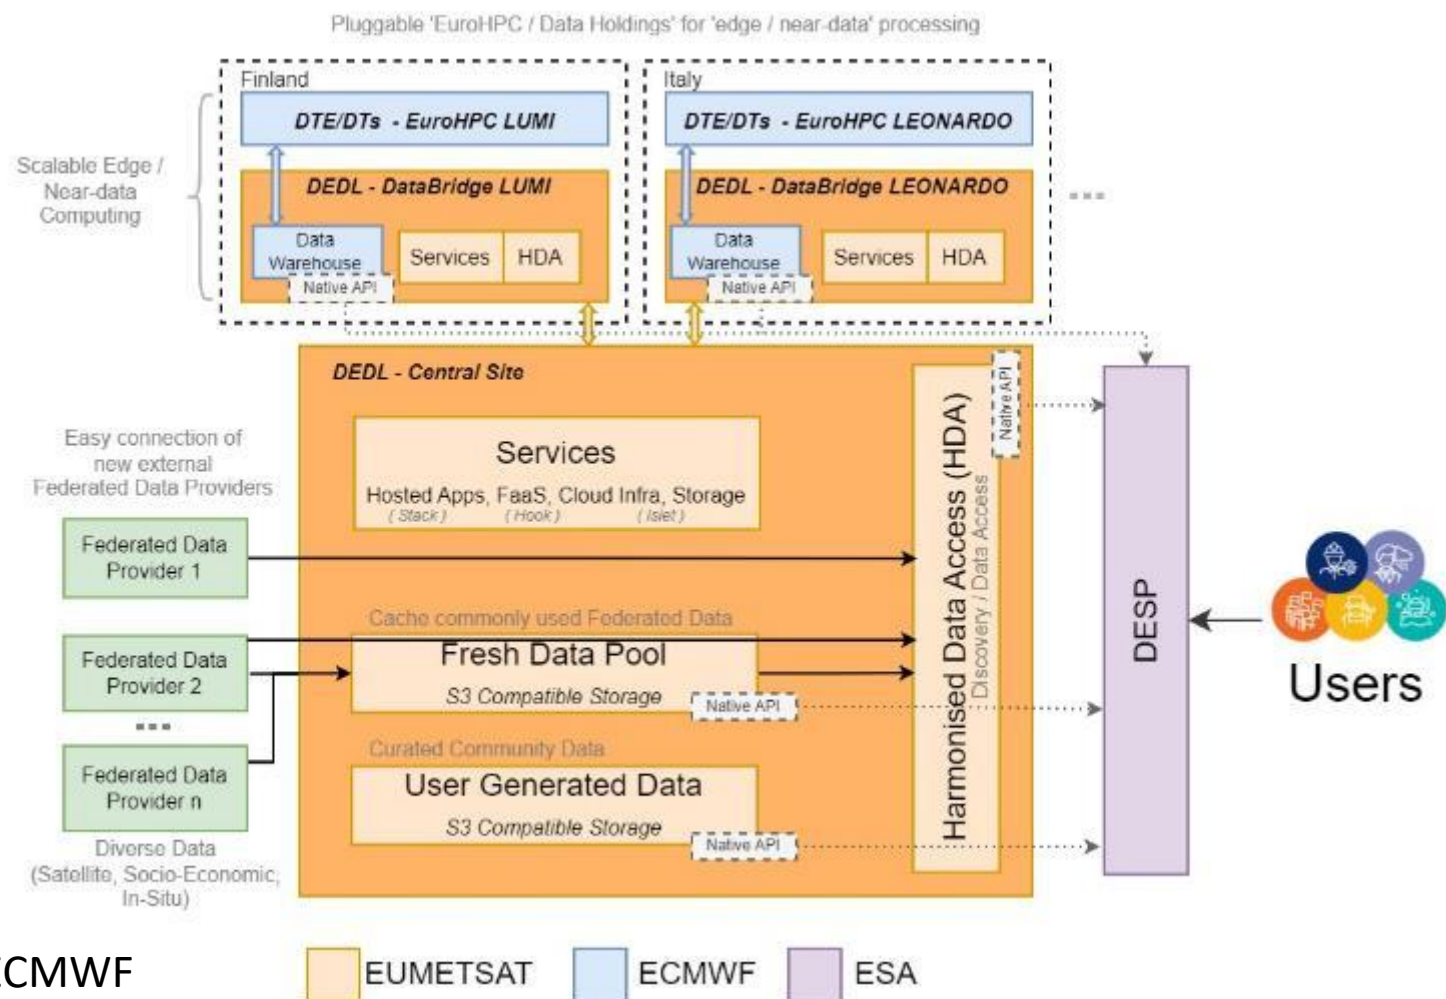 Pluggable 'EuroHPC / Data Holdings' for 'edge / near-data' processing
Finland
DTE/DTs - EuroHPC LUMI
DEDL - DataBridge LUMI
Data
Warehouse
Services
HDA
Native API
Italy
DTE/DTs - EuroHPC LEONARDO
DEDL - DataBridge LEONARDO
Data
Warehouse
Services
HDA
Native API
Scalable Edge /
Near-data
Computing
DEDL - Central Site
Services
Hosted Apps, FaaS, Cloud Infra, Storage
( Stack )
( Hook )
( Islet )
Easy connection of
new external
Federated Data Providers
Federated Data
Provider 1
Federated Data
Provider 2
Federated Data
Provider n
Diverse Data
(Satellite, Socio-Economic,
In-Situ)
Cache commonly used Federated Data
Fresh Data Pool
S3 Compatible Storage
Native API
Curated Community Data
User Generated Data
S3 Compatible Storage
Native API
Harmonised Data Access (HDA)
Discovery / Data Access
Native API
DESP
Users
ECMWF
EUMETSAT
ECMWF
ESA